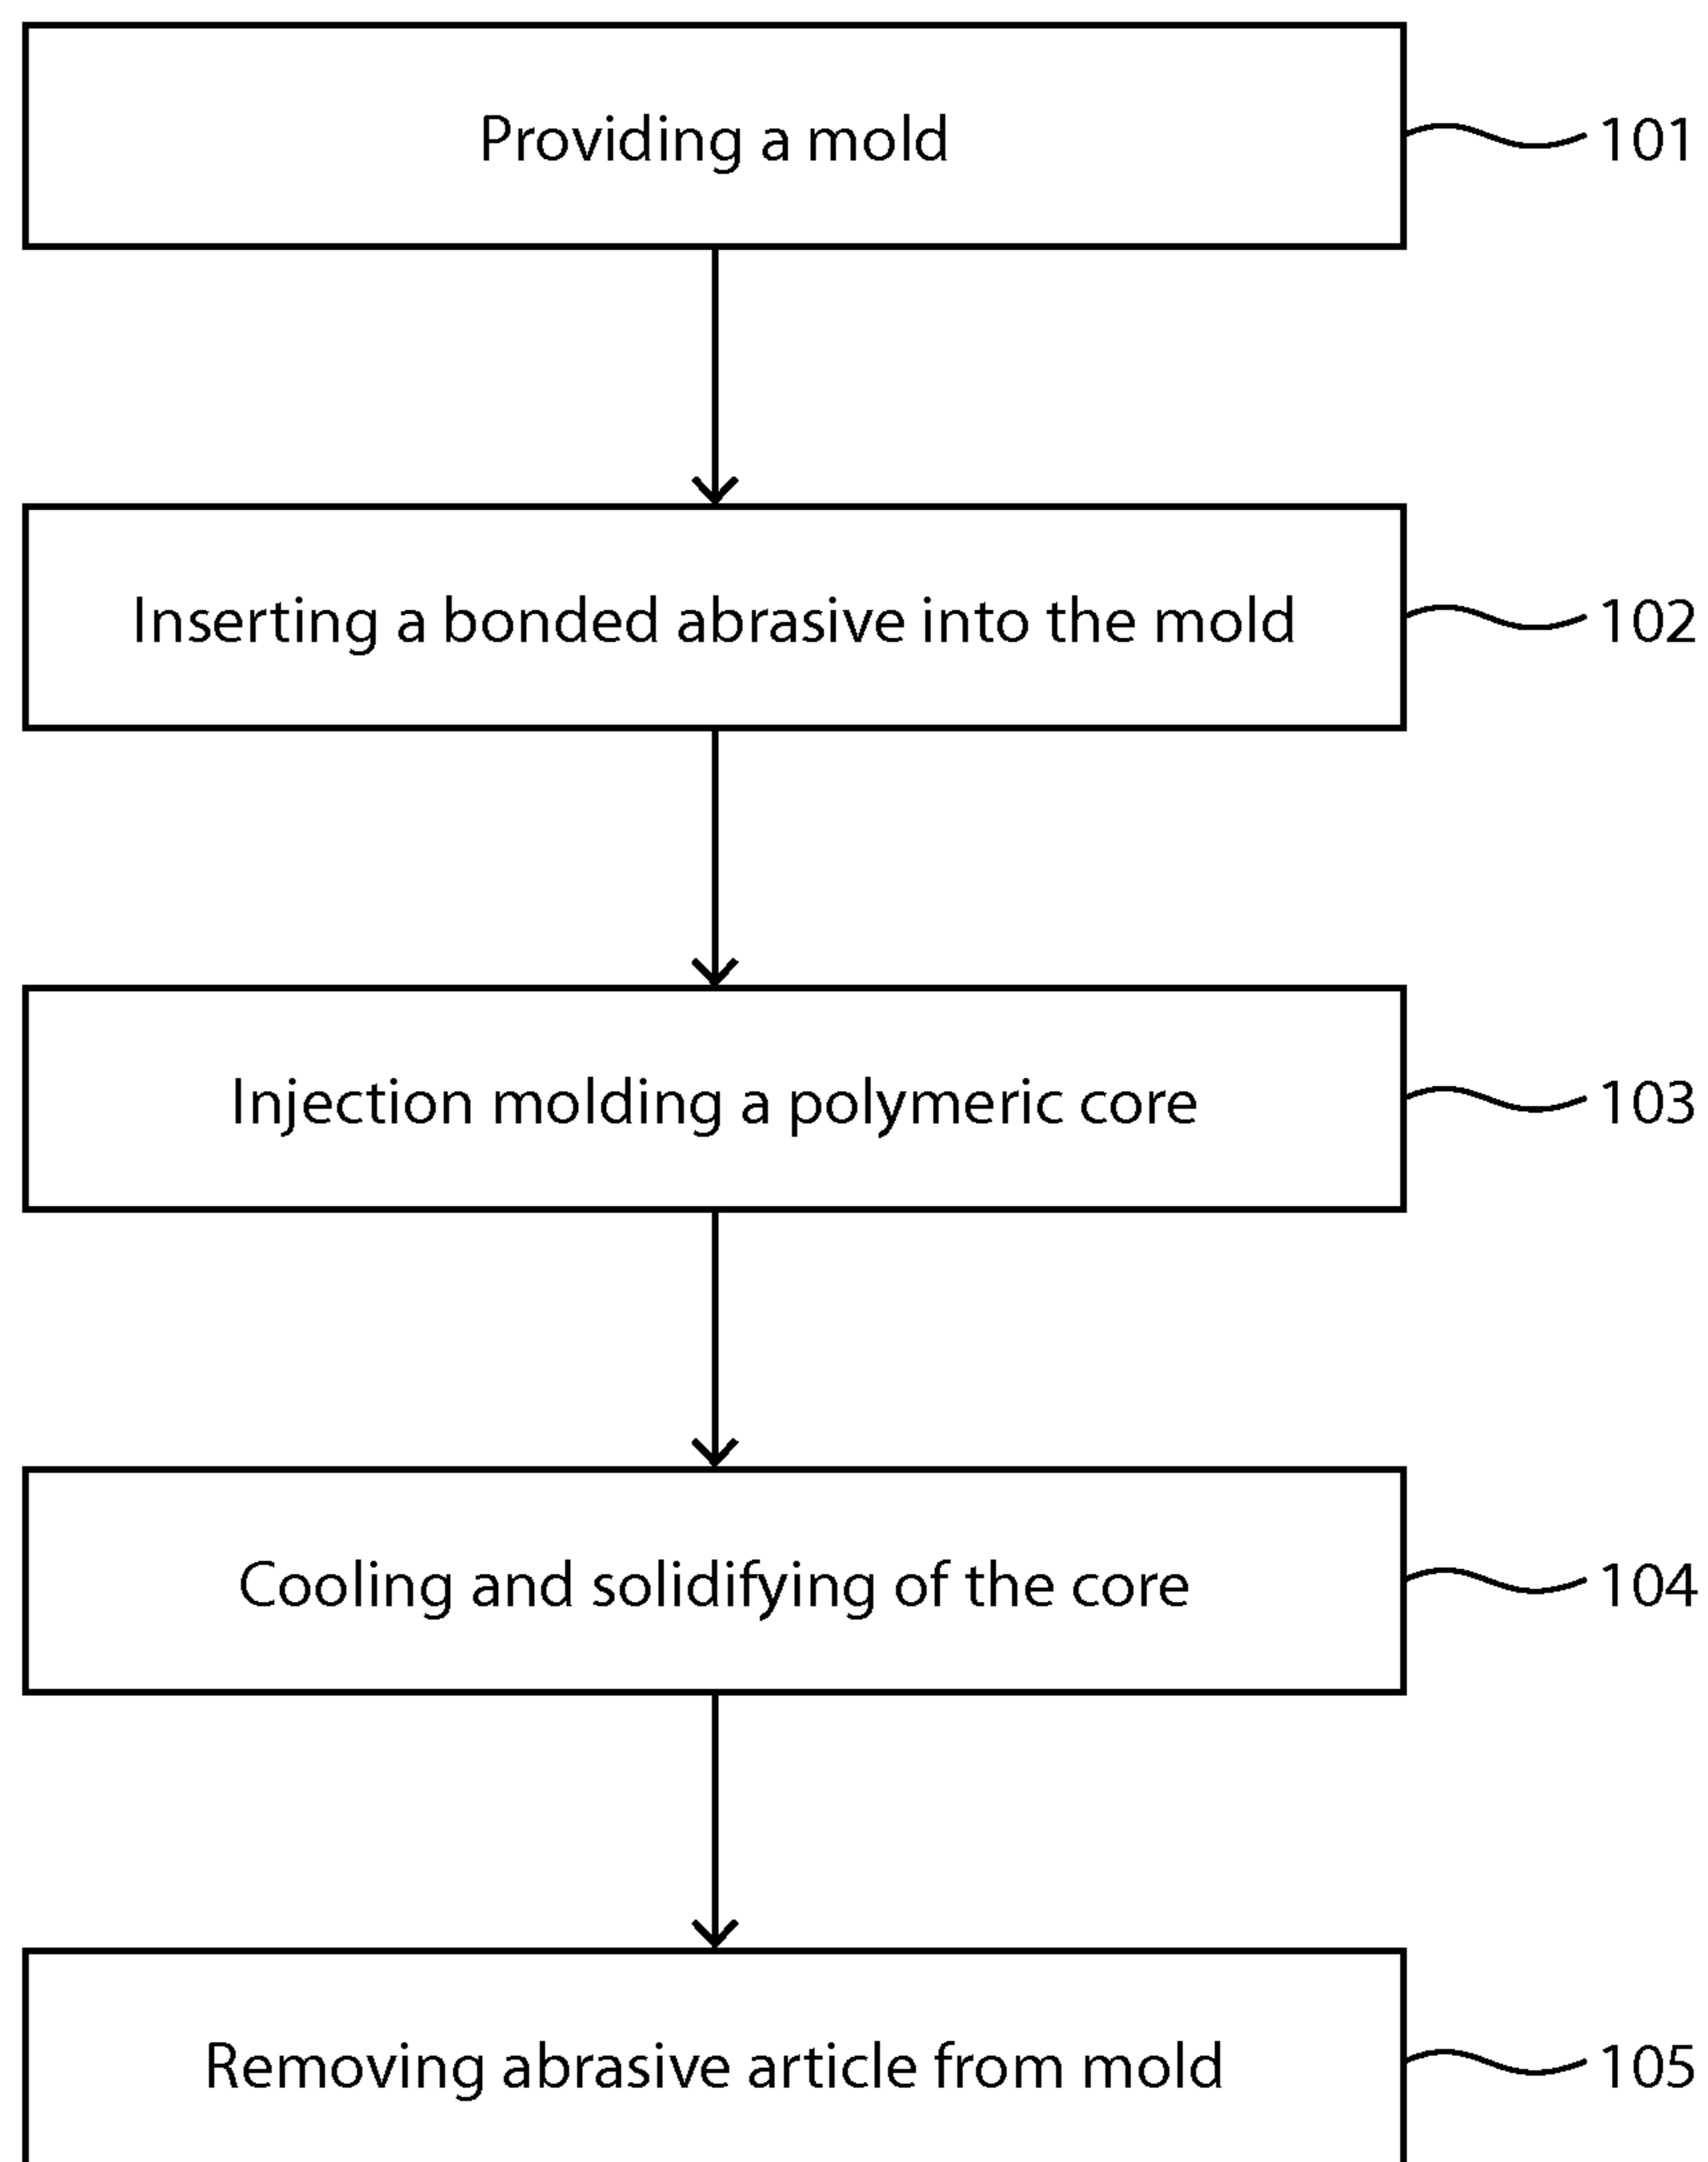 Providing a mold 101
Inserting a bonded abrasive into the mold 102
Injection molding a polymeric core 103
Cooling and solidifying of the core 104
Removing abrasive article from mold 105